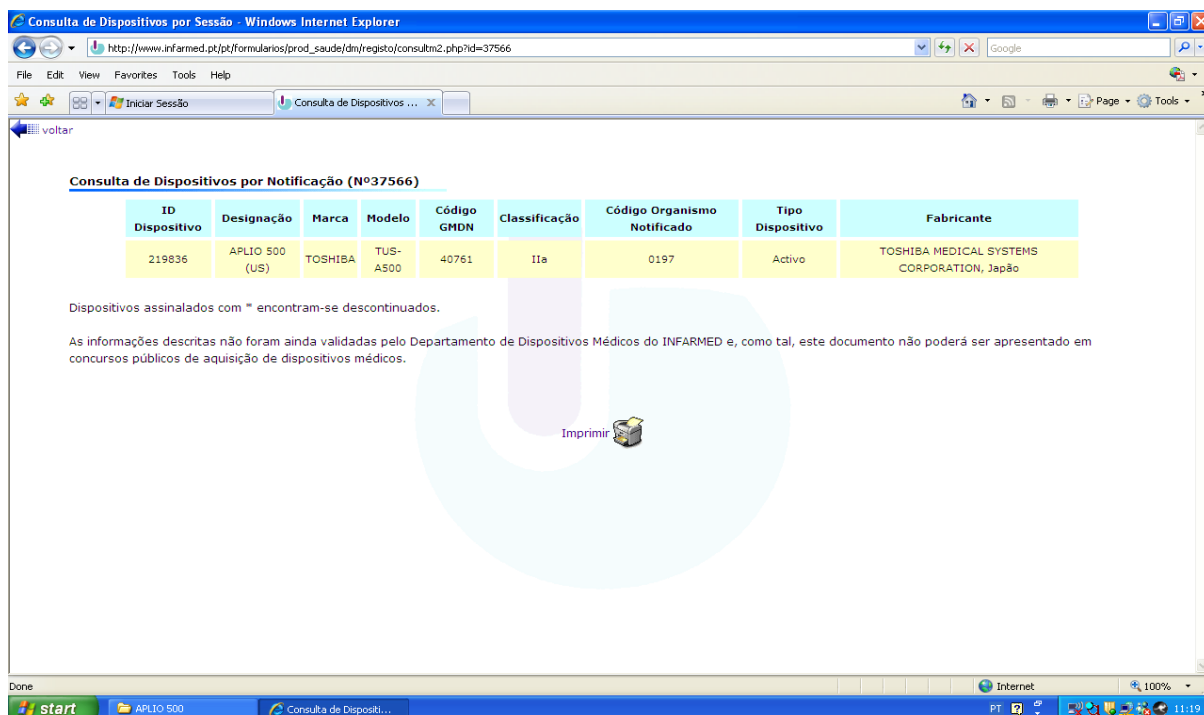 Consulta de Dispositivos por Sessão - Windows Internet Explorer
http://www.infarmed.pt/pt/formularios/prod_saude/dm/registo/consultm2.php?id=37566
Google
File Edit View Favorites Tools Help
Iniciar Sessão
Consulta de Dispositivos ...
Page Tools
voltar
Consulta de Dispositivos por Notificação (Nº37566)
ID Dispositivo Designação Marca Modelo Código GMDN Classificação Código Organismo Notificado Tipo Dispositivo Fabricante
219836 APLIO 500 (US) TOSHIBA TUS-A500 40761 IIa 0197 Activo TOSHIBA MEDICAL SYSTEMS CORPORATION, Japão
Dispositivos assinalados com " encontram-se descontinuados.
As informações descritas não foram ainda validadas pelo Departamento de Dispositivos Médicos do INFARMED e, como tal, este documento não poderá ser apresentado em
concursos públicos de aquisição de dispositivos médicos.
Imprimir
Done
Internet
100%
start
APLIO 500
Consulta de Dispositi...
PT
11:19